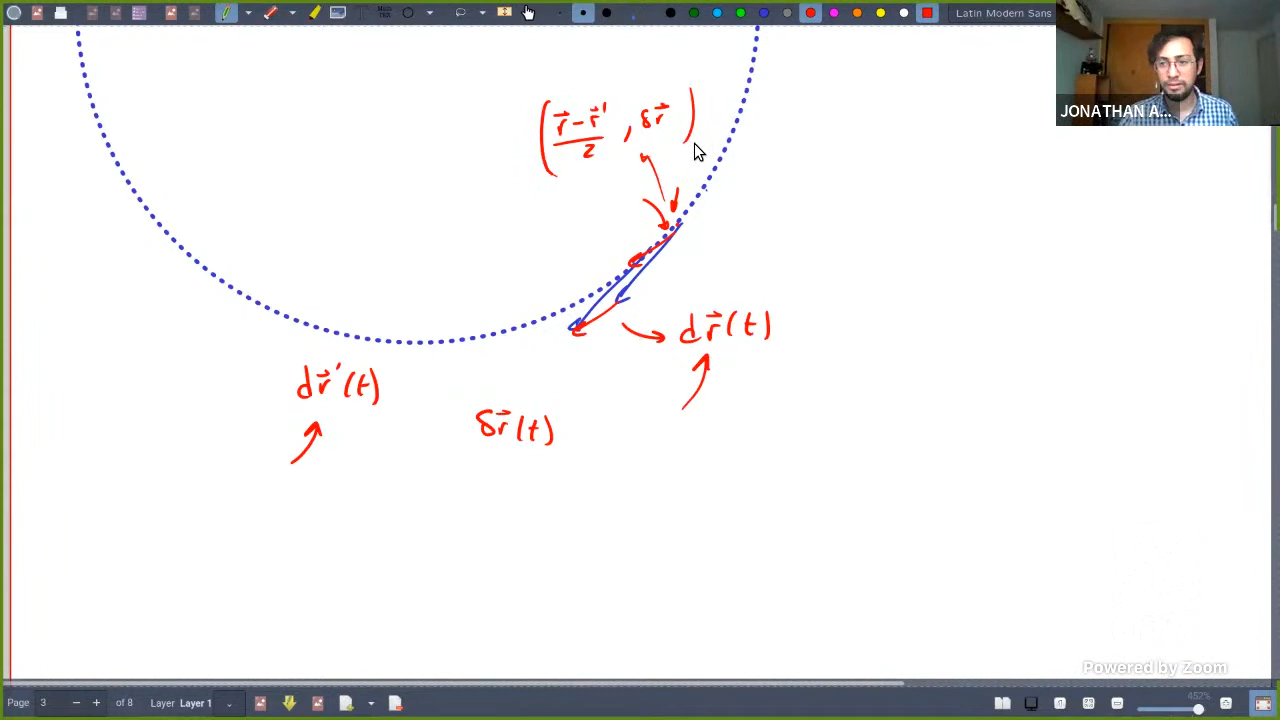 Latin Modern Sans
JONATHAN A...
( (r⃗ - r⃗')/2 , δr⃗ )
dr⃗(t)
dr⃗'(t)
δr⃗(t)
Powered by Zoom
452%
Page 3 of 8 Layer Layer 1